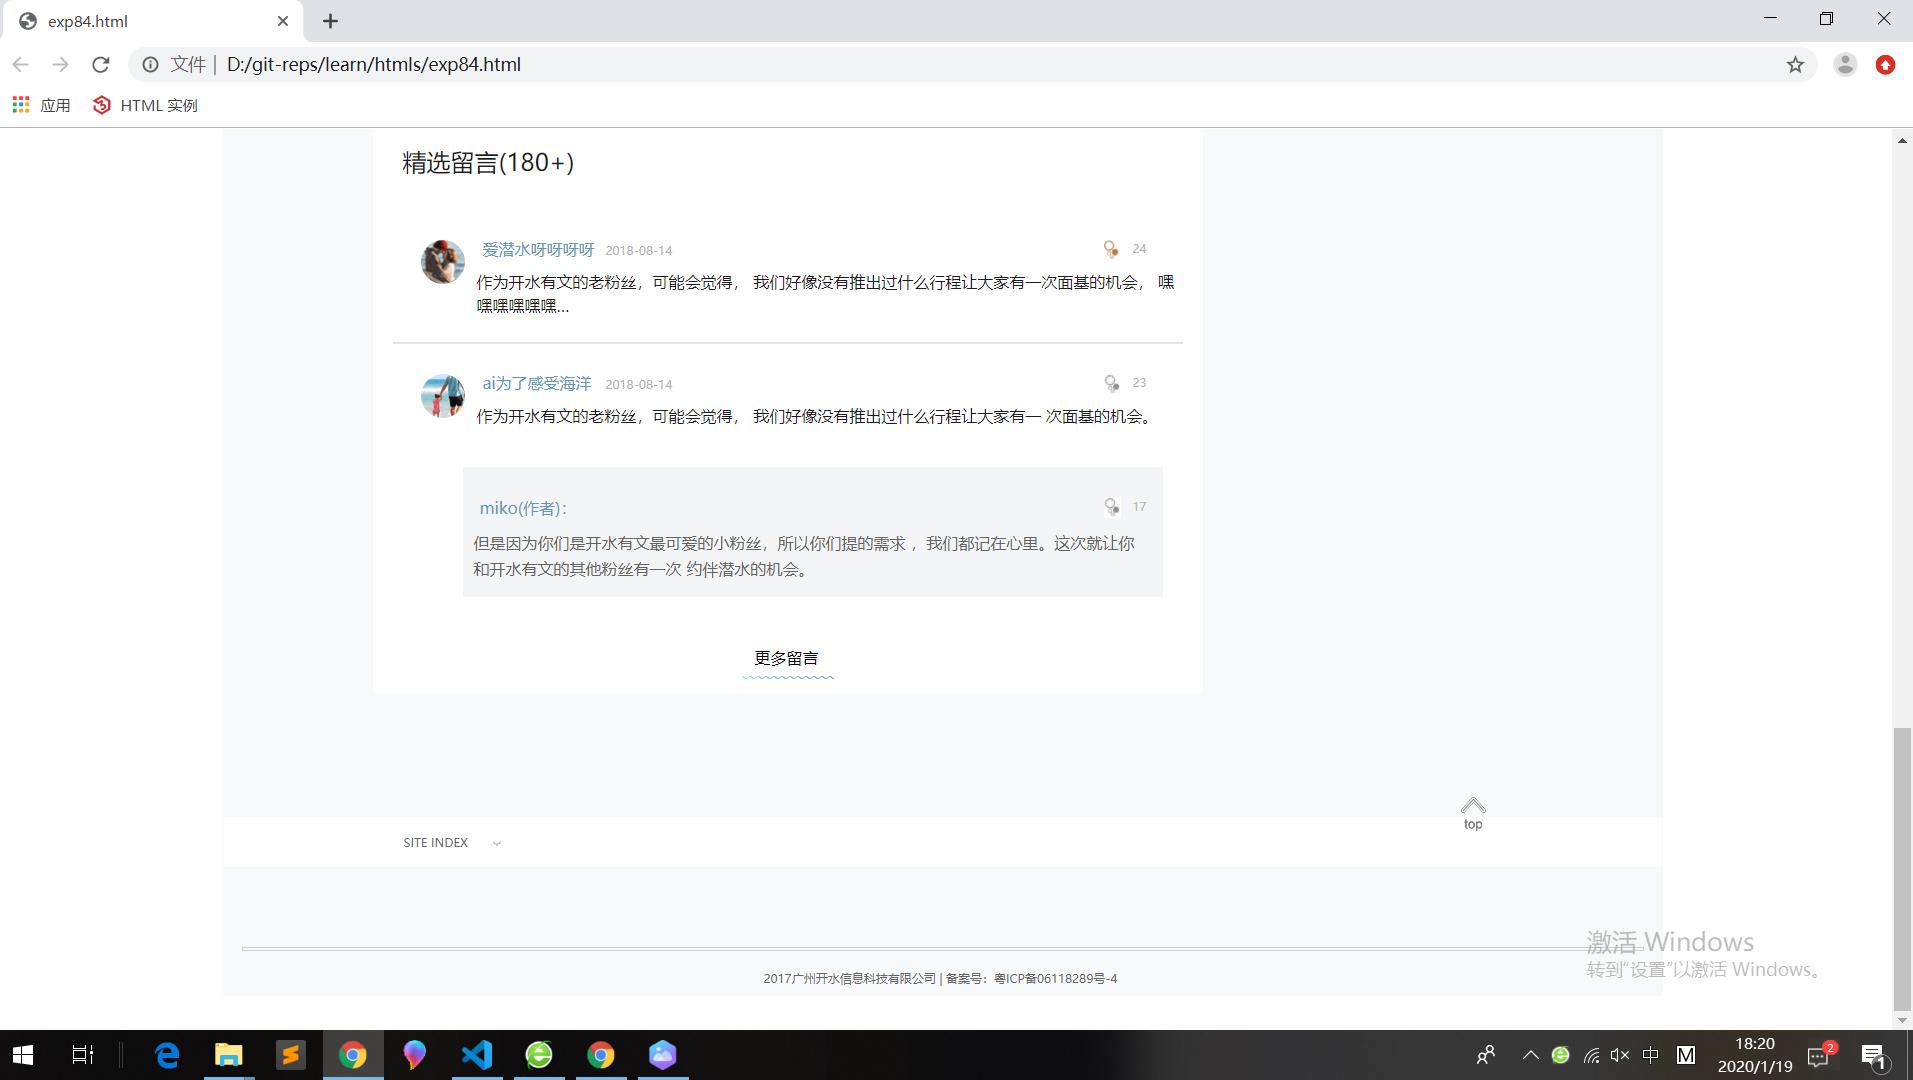 exp84.html
文件 | D:/git-reps/learn/htmls/exp84.html
应用 HTML 实例
精选留言(180+)
爱潜水呀呀呀呀 2018-08-14 24
作为开水有文的老粉丝，可能会觉得， 我们好像没有推出过什么行程让大家有一次面基的机会， 嘿
嘿嘿嘿嘿嘿...
ai为了感受海洋 2018-08-14 23
作为开水有文的老粉丝，可能会觉得， 我们好像没有推出过什么行程让大家有一 次面基的机会。
miko(作者)： 17
但是因为你们是开水有文最可爱的小粉丝，所以你们提的需求 ，我们都记在心里。这次就让你
和开水有文的其他粉丝有一次 约伴潜水的机会。
更多留言
top
SITE INDEX
激活 Windows
转到"设置"以激活 Windows。
2017广州开水信息科技有限公司 | 备案号：粤ICP备06118289号-4
中 M 18:20 2 1
2020/1/19